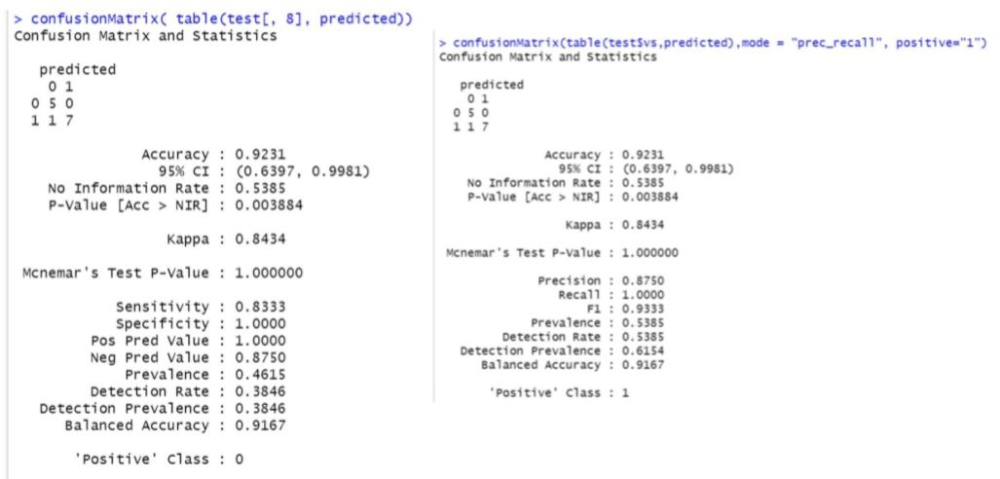 > confusionMatrix( table(test[, 8], predicted))
Confusion Matrix and Statistics
predicted
0 1
0 5 0
1 1 7
Accuracy : 0.9231
95% CI : (0.6397, 0.9981)
No Information Rate : 0.5385
P-Value [Acc > NIR] : 0.003884
Kappa : 0.8434
Mcnemar's Test P-Value : 1.000000
Sensitivity : 0.8333
Specificity : 1.0000
Pos Pred Value : 1.0000
Neg Pred Value : 0.8750
Prevalence : 0.4615
Detection Rate : 0.3846
Detection Prevalence : 0.3846
Balanced Accuracy : 0.9167
'Positive' Class : 0
> confusionMatrix(table(test$vs,predicted),mode = "prec_recall", positive="1")
Confusion Matrix and Statistics
predicted
0 1
0 5 0
1 1 7
Accuracy : 0.9231
95% CI : (0.6397, 0.9981)
No Information Rate : 0.5385
P-Value [Acc > NIR] : 0.003884
Kappa : 0.8434
Mcnemar's Test P-Value : 1.000000
Precision : 0.8750
Recall : 1.0000
F1 : 0.9333
Prevalence : 0.5385
Detection Rate : 0.5385
Detection Prevalence : 0.6154
Balanced Accuracy : 0.9167
'Positive' Class : 1